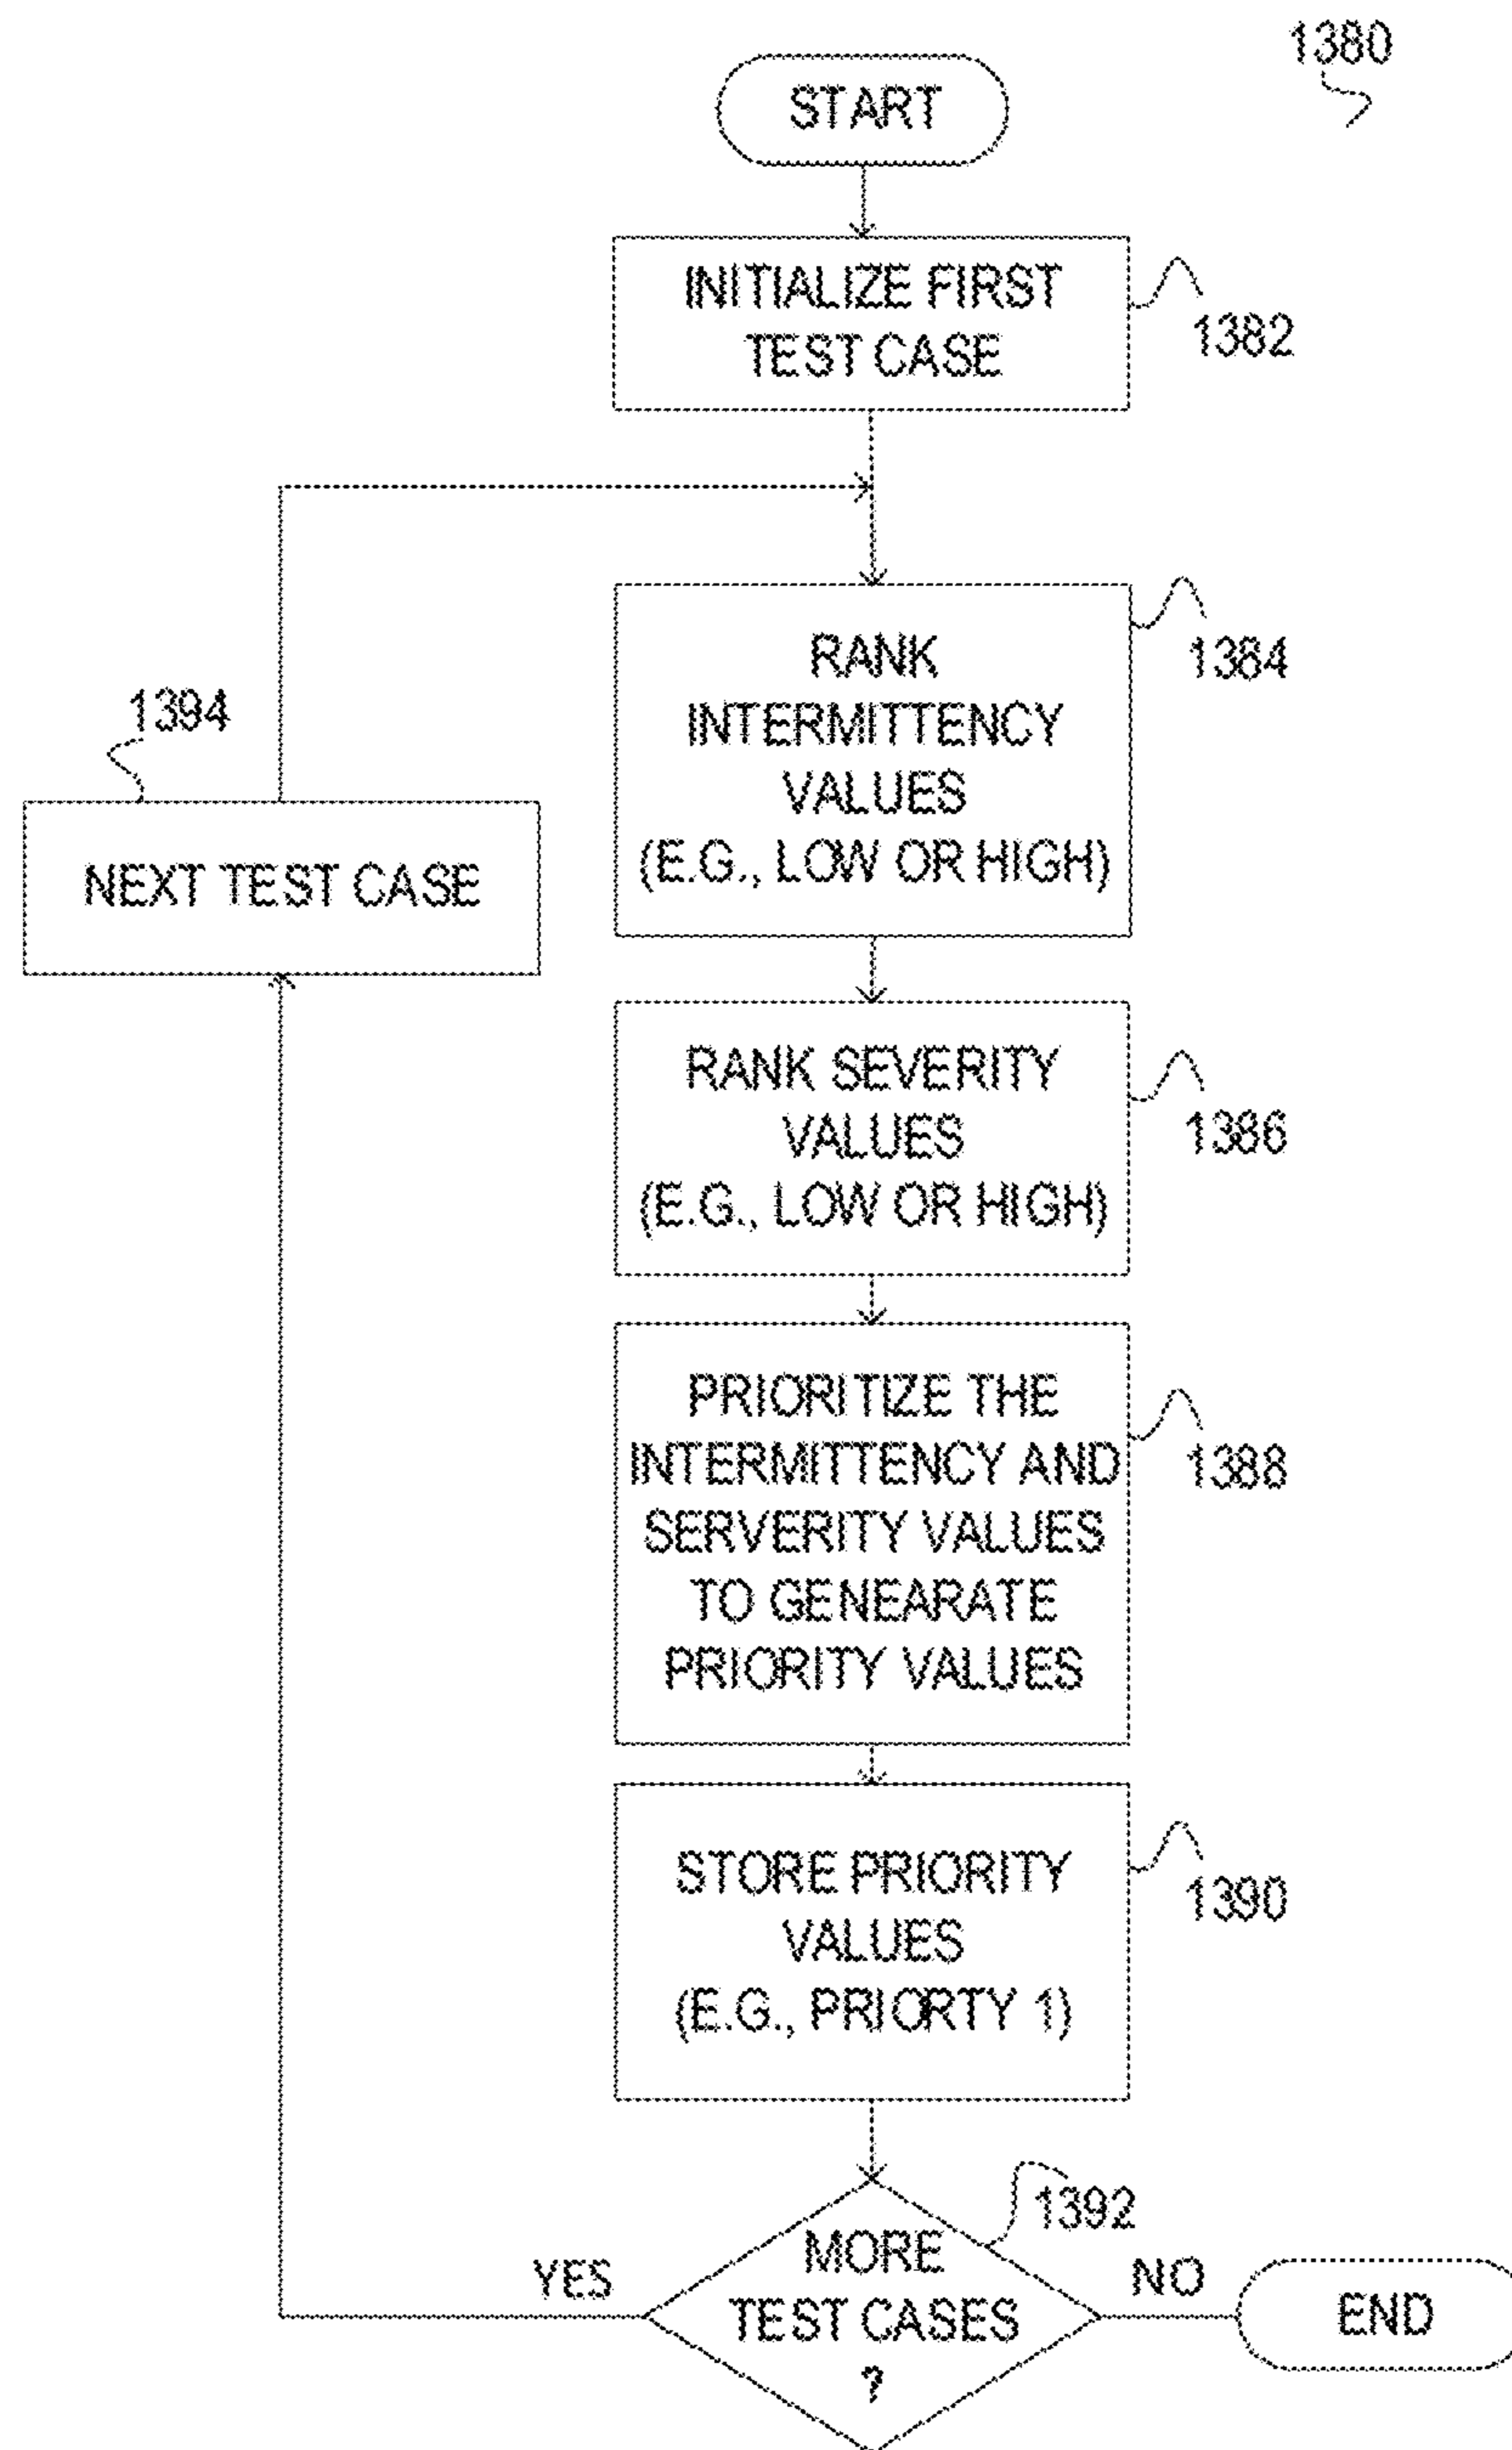 1380
START
INITIALIZE FIRST
TEST CASE
1382
RANK
INTERMITTENCY
VALUES
(E.G., LOW OR HIGH)
1384
1394
NEXT TEST CASE
RANK SEVERITY
VALUES
(E.G., LOW OR HIGH)
1386
PRIORITIZE THE
INTERMITTENCY AND
SERVERITY VALUES
TO GENEARATE
PRIORITY VALUES
1388
STORE PRIORITY
VALUES
(E.G., PRIORTY 1)
1390
1392
MORE
TEST CASES
?
YES
NO
END